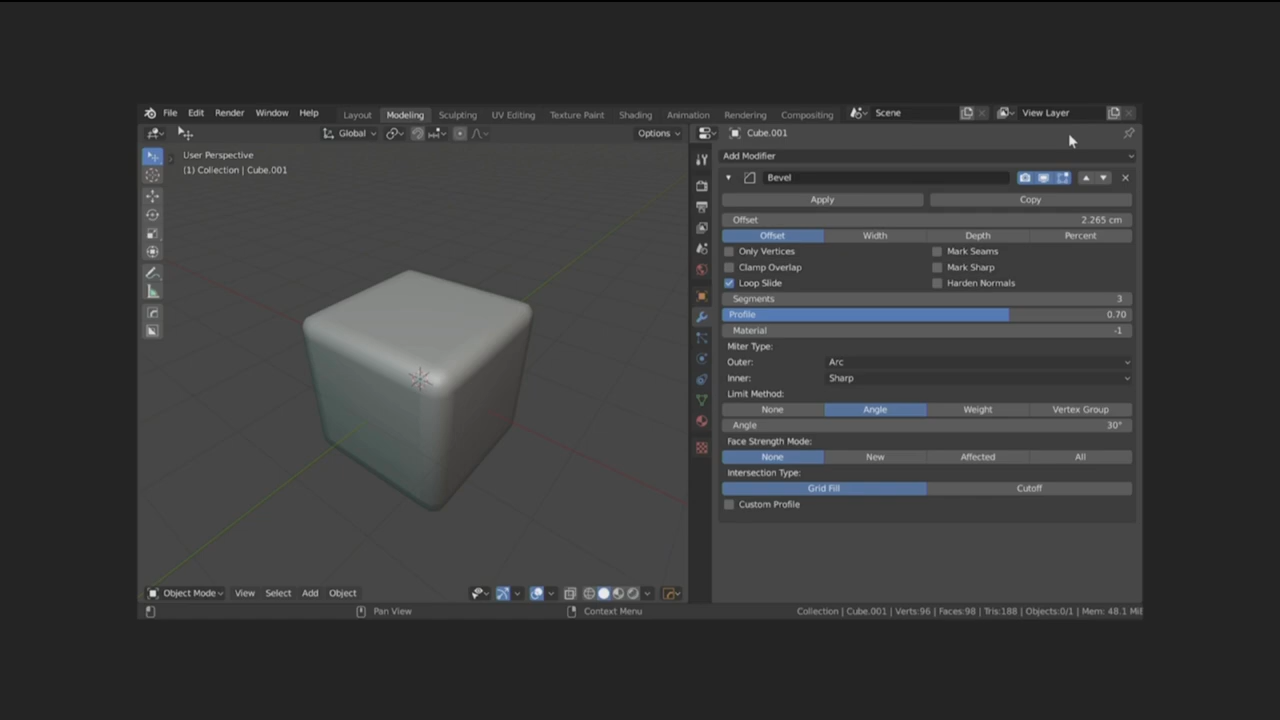 File Edit Render Window Help Layout Modeling Sculpting UV Editing Texture Paint Shading Animation Rendering Compositing Scene View Layer
Global Options Cube.001
User Perspective
(1) Collection | Cube.001
Add Modifier
Bevel
Apply Copy
Offset 2.265 cm
Offset Width Depth Percent
Only Vertices Mark Seams
Clamp Overlap Mark Sharp
Loop Slide Harden Normals
Segments 3
Profile 0.70
Material -1
Miter Type:
Outer: Arc
Inner: Sharp
Limit Method:
None Angle Weight Vertex Group
Angle 30°
Face Strength Mode:
None New Affected All
Intersection Type:
Grid Fill Cutoff
Custom Profile
Object Mode View Select Add Object
Pan View Context Menu Collection | Cube.001 | Verts:96 | Faces:98 | Tris:188 | Objects:0/1 | Mem: 48.1 MiB